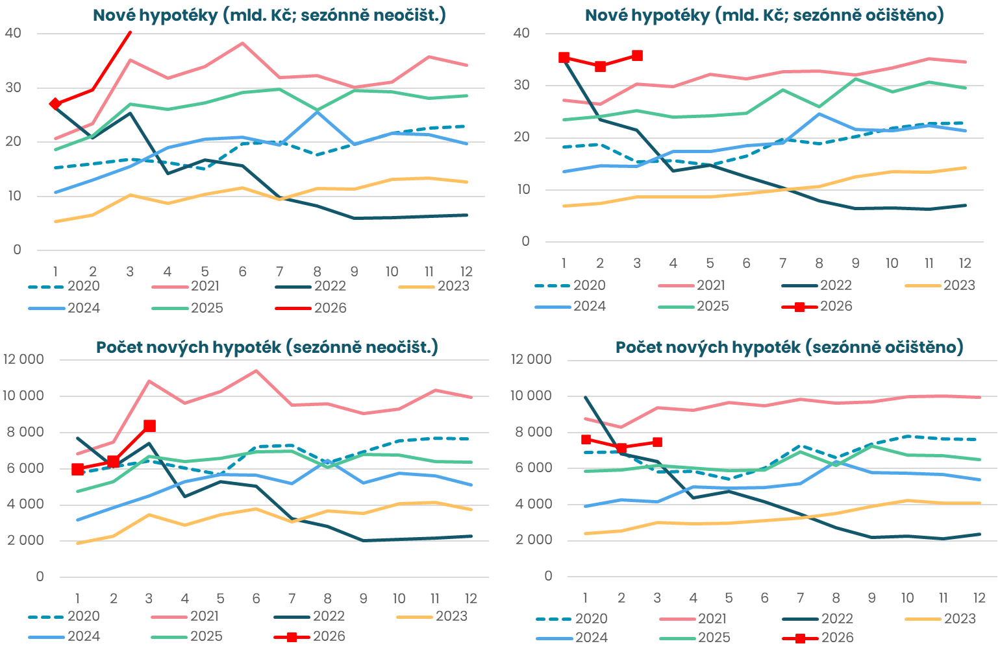 Nové hypotéky (mld. Kč; sezónně neočišt.)
40
30
20
10
0
1 2 3 4 5 6 7 8 9 10 11 12
2020 2021 2022 2023
2024 2025 2026
Nové hypotéky (mld. Kč; sezónně očištěno)
40
30
20
10
0
1 2 3 4 5 6 7 8 9 10 11 12
2020 2021 2022 2023
2024 2025 2026
Počet nových hypoték (sezónně neočišt.)
12 000
10 000
8 000
6 000
4 000
2 000
0
1 2 3 4 5 6 7 8 9 10 11 12
2020 2021 2022 2023
2024 2025 2026
Počet nových hypoték (sezónně očištěno)
12 000
10 000
8 000
6 000
4 000
2 000
0
1 2 3 4 5 6 7 8 9 10 11 12
2020 2021 2022 2023
2024 2025 2026